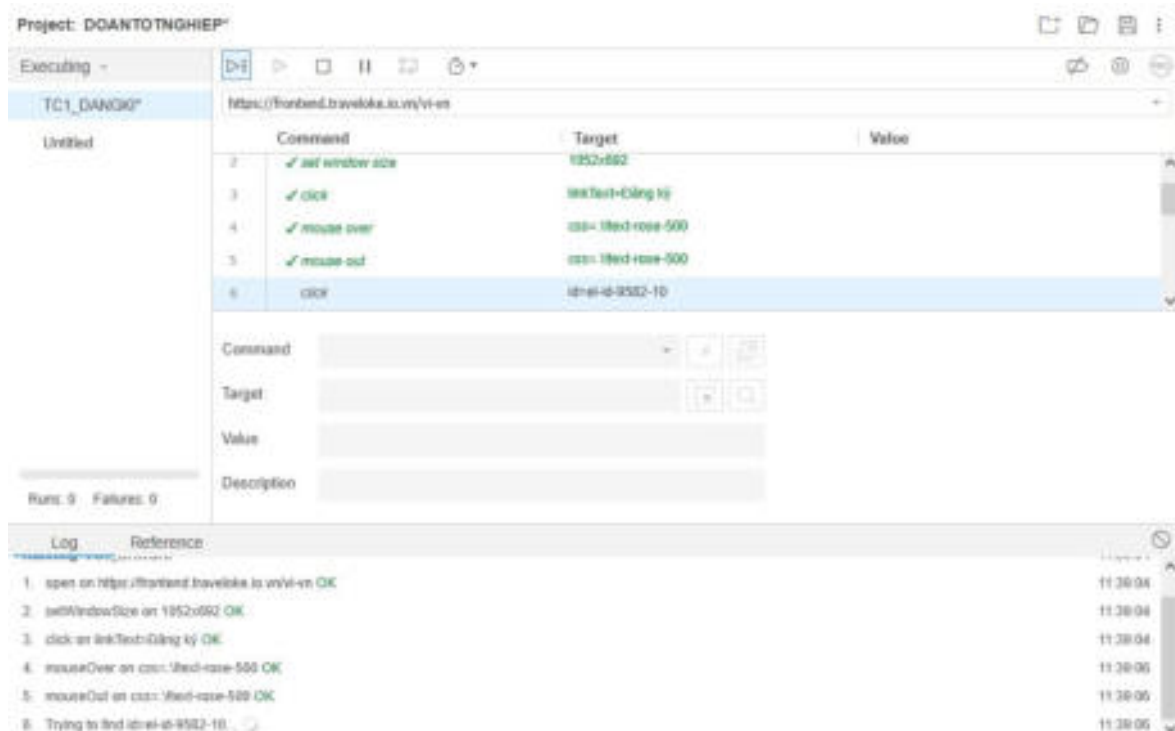 Project: DOANTOTNGHIEP*
Executing
TC1_DANGKI*
Untitled
https://frontend.traveloke.io.vn/vi-vn
Command Target Value
2 ✓ set window size 1052x692
3 ✓ click linkText=Đăng ký
4 ✓ mouse over css=.\!text-rose-500
5 ✓ mouse out css=.\!text-rose-500
6 click id=el-id-9582-10
Command
Target
Value
Description
Runs: 0 Failures: 0
Log Reference
1. open on https://frontend.traveloke.io.vn/vi-vn OK 11:39:04
2. setWindowSize on 1052x692 OK 11:39:04
3. click on linkText=Đăng ký OK 11:39:04
4. mouseOver on css=.\!text-rose-500 OK 11:39:06
5. mouseOut on css=.\!text-rose-500 OK 11:39:06
6. Trying to find id=el-id-9582-10... 11:39:06